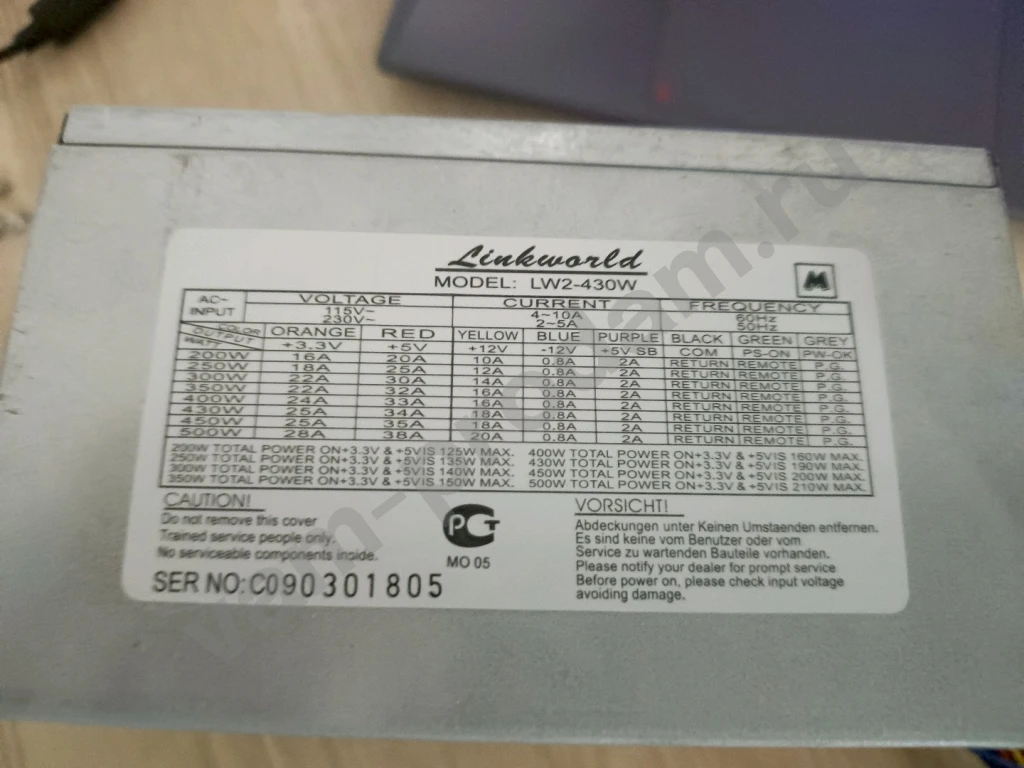 Linkworld
MODEL: LW2-430W
M
AC-INPUT VOLTAGE CURRENT FREQUENCY
115V~ 4~10A 60Hz
230V~ 2~5A 50Hz
COLOR OUTPUT WATT ORANGE RED YELLOW BLUE PURPLE BLACK GREEN GREY
+3.3V +5V +12V -12V +5V SB COM PS-ON PW-OK
200W 16A 20A 10A 0.8A 2A RETURN REMOTE P.G.
250W 18A 25A 12A 0.8A 2A RETURN REMOTE P.G.
300W 22A 30A 14A 0.8A 2A RETURN REMOTE P.G.
350W 22A 32A 16A 0.8A 2A RETURN REMOTE P.G.
400W 24A 33A 16A 0.8A 2A RETURN REMOTE P.G.
430W 25A 34A 18A 0.8A 2A RETURN REMOTE P.G.
450W 25A 35A 18A 0.8A 2A RETURN REMOTE P.G.
500W 28A 38A 20A 0.8A 2A RETURN REMOTE P.G.
200W TOTAL POWER ON+3.3V & +5VIS 125W MAX. 400W TOTAL POWER ON+3.3V & +5VIS 160W MAX.
250W TOTAL POWER ON+3.3V & +5VIS 135W MAX. 430W TOTAL POWER ON+3.3V & +5VIS 190W MAX.
300W TOTAL POWER ON+3.3V & +5VIS 140W MAX. 450W TOTAL POWER ON+3.3V & +5VIS 200W MAX.
350W TOTAL POWER ON+3.3V & +5VIS 150W MAX. 500W TOTAL POWER ON+3.3V & +5VIS 210W MAX.
CAUTION!
Do not remove this cover
Trained service people only.
No serviceable components inside.
РСТ
MO 05
SER NO: C090301805
VORSICHT!
Abdeckungen unter Keinen Umstaenden entfernen.
Es sind keine vom Benutzer oder vom
Service zu wartenden Bauteile vorhanden.
Please notify your dealer for prompt service
Before power on, please check input voltage
avoiding damage.